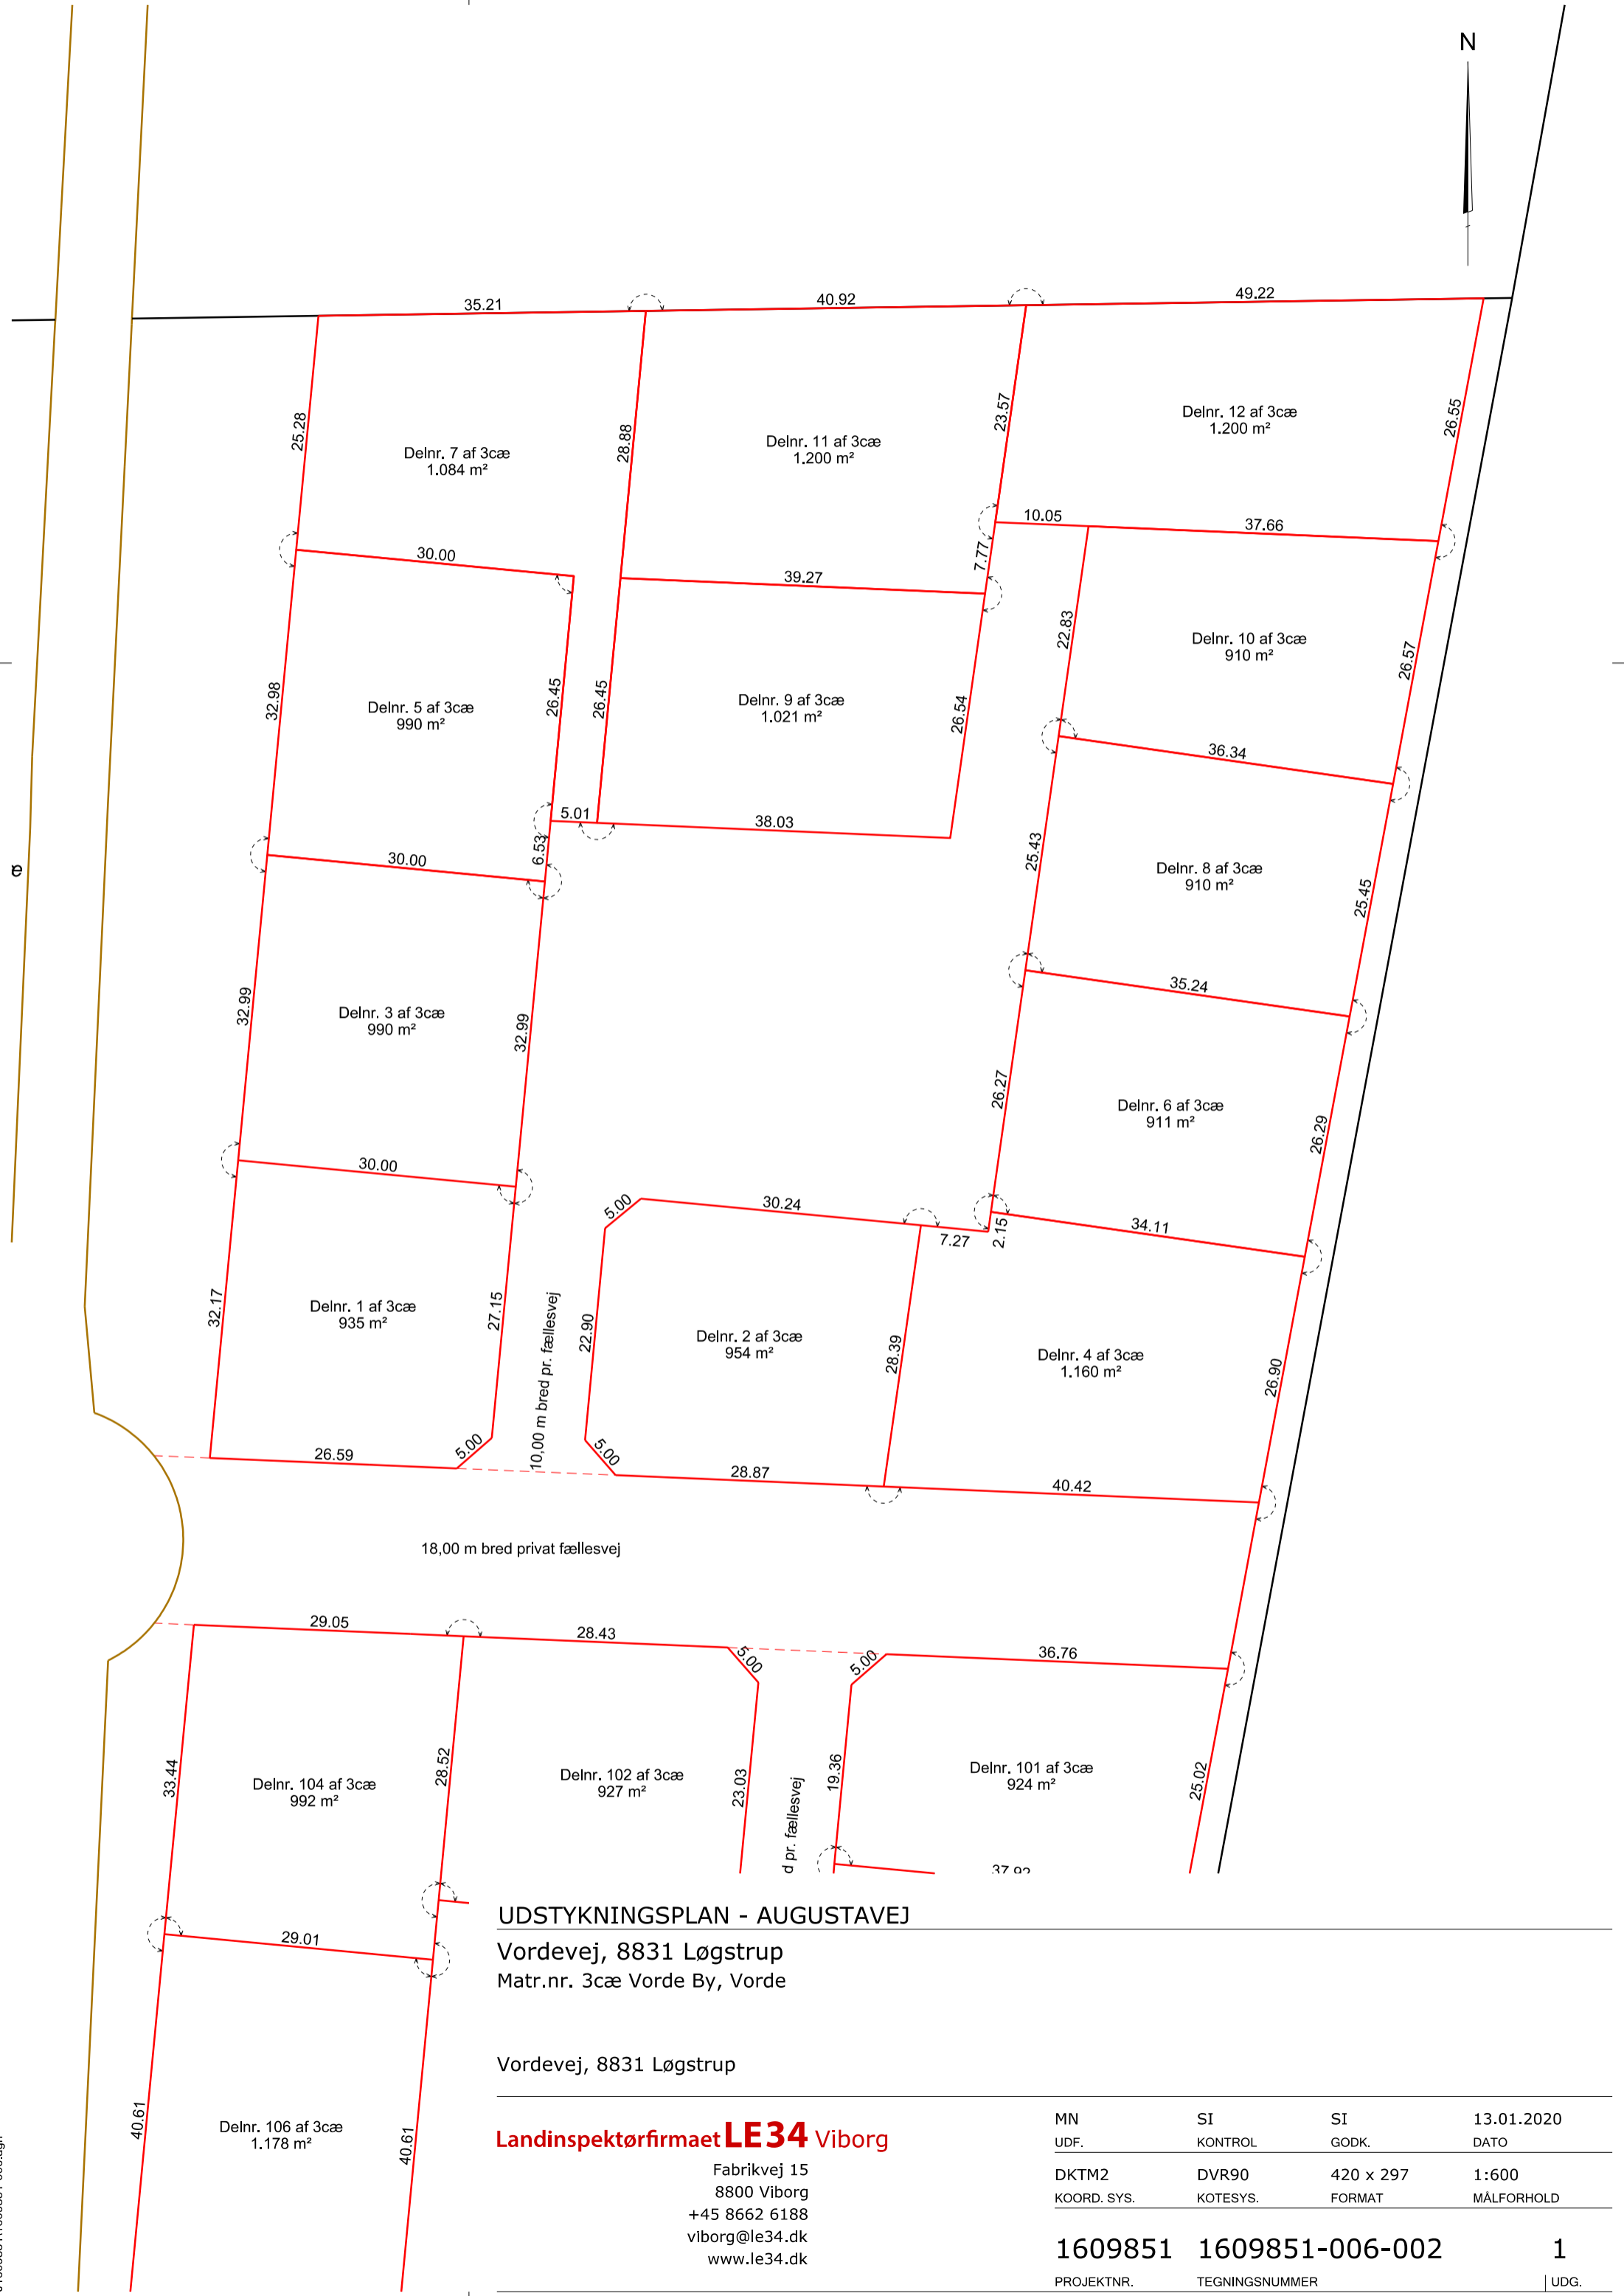 N
35.21
40.92
49.22
25.28
28.88
23.57
26.55
Delnr. 7 af 3cæ
1.084 m²
Delnr. 11 af 3cæ
1.200 m²
Delnr. 12 af 3cæ
1.200 m²
10.05
37.66
30.00
7.77
39.27
32.98
26.45
26.45
26.54
22.83
26.57
Delnr. 5 af 3cæ
990 m²
Delnr. 9 af 3cæ
1.021 m²
Delnr. 10 af 3cæ
910 m²
36.34
5.01
38.03
6.53
30.00
25.43
25.45
Delnr. 8 af 3cæ
910 m²
æ
35.24
32.99
32.99
Delnr. 3 af 3cæ
990 m²
26.27
26.29
Delnr. 6 af 3cæ
911 m²
30.00
5.00
30.24
7.27
2.15
34.11
32.17
27.15
Delnr. 1 af 3cæ
935 m²
10,00 m bred pr. fællesvej
22.90
Delnr. 2 af 3cæ
954 m²
28.39
Delnr. 4 af 3cæ
1.160 m²
26.90
26.59
5.00
5.00
28.87
40.42
18,00 m bred privat fællesvej
29.05
28.43
5.00
5.00
36.76
33.44
28.52
Delnr. 104 af 3cæ
992 m²
Delnr. 102 af 3cæ
927 m²
23.03
d pr. fællesvej
19.36
Delnr. 101 af 3cæ
924 m²
25.02
37.92
29.01
40.61
40.61
Delnr. 106 af 3cæ
1.178 m²
UDSTYKNINGSPLAN - AUGUSTAVEJ
Vordevej, 8831 Løgstrup
Matr.nr. 3cæ Vorde By, Vorde
Vordevej, 8831 Løgstrup
Landinspektørfirmaet LE34 Viborg
Fabrikvej 15
8800 Viborg
+45 8662 6188
viborg@le34.dk
www.le34.dk
MN SI SI 13.01.2020
UDF. KONTROL GODK. DATO
DKTM2 DVR90 420 x 297 1:600
KOORD. SYS. KOTESYS. FORMAT MÅLFORHOLD
1609851 1609851-006-002 1
PROJEKTNR. TEGNINGSNUMMER UDG.